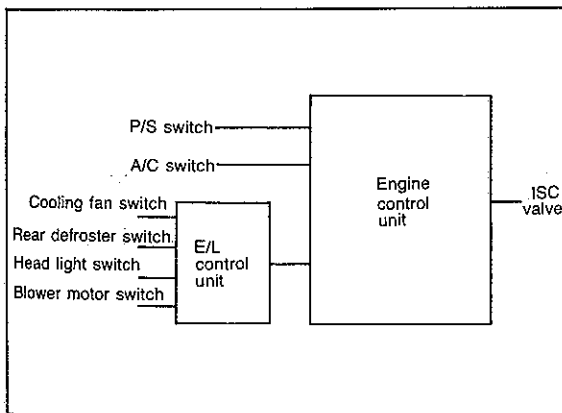 P/S switch
A/C switch
Cooling fan switch
Rear defroster switch
Head light switch
Blower motor switch
E/L
control
unit
Engine
control
unit
ISC
valve